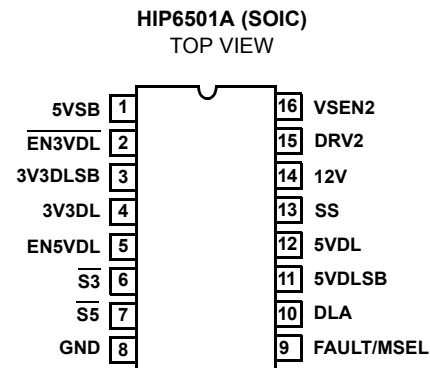 HIP6501A (SOIC)
TOP VIEW
5VSB 1 16 VSEN2
EN3VDL 2 15 DRV2
3V3DLSB 3 14 12V
3V3DL 4 13 SS
EN5VDL 5 12 5VDL
S3 6 11 5VDLSB
S5 7 10 DLA
GND 8 9 FAULT/MSEL